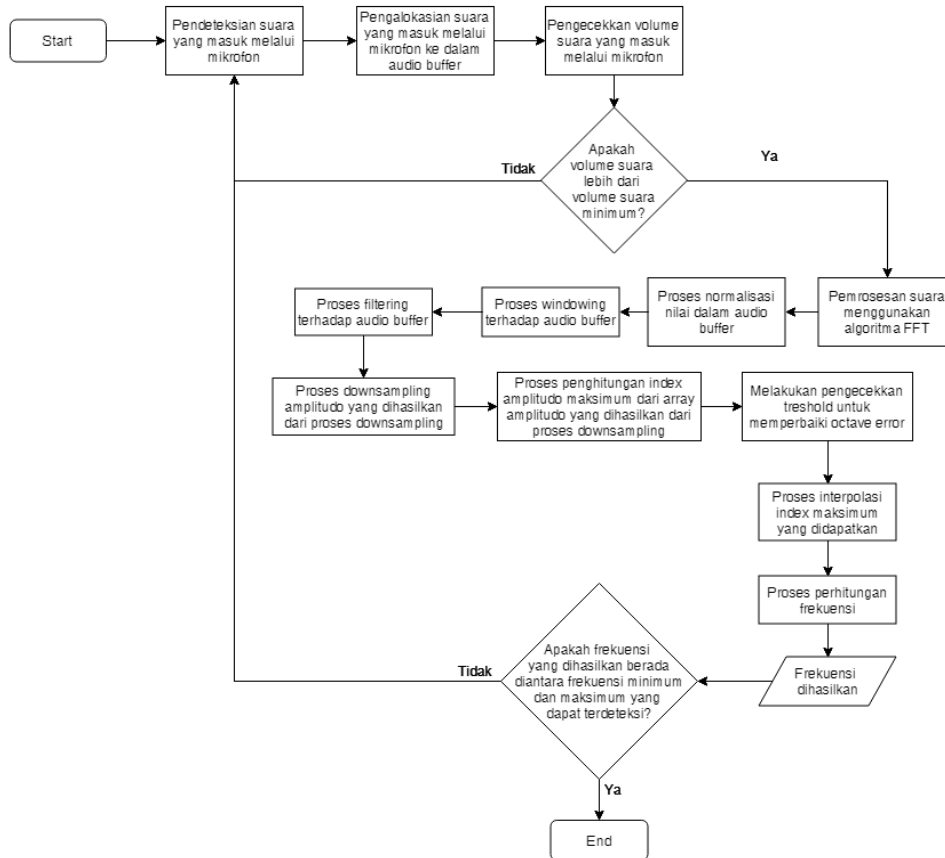 Start
Pendeteksian suara
yang masuk melalui
mikrofon
Pengalokasian suara
yang masuk melalui
mikrofon ke dalam
audio buffer
Pengecekkan volume
suara yang masuk
melalui mikrofon
Apakah
volume suara
lebih dari
volume suara
minimum?
Tidak
Ya
Pemrosesan suara
menggunakan
algoritma FFT
Proses normalisasi
nilai dalam audio
buffer
Proses windowing
terhadap audio buffer
Proses filtering
terhadap audio buffer
Proses downsampling
amplitudo yang dihasilkan
dari proses downsampling
Proses penghitungan index
amplitudo maksimum dari array
amplitudo yang dihasilkan dari
proses downsampling
Melakukan pengecekkan
treshold untuk
memperbaiki octave error
Proses interpolasi
index maksimum
yang didapatkan
Proses perhitungan
frekuensi
Frekuensi
dihasilkan
Apakah frekuensi
yang dihasilkan berada
diantara frekuensi minimum
dan maksimum yang
dapat terdeteksi?
Tidak
Ya
End